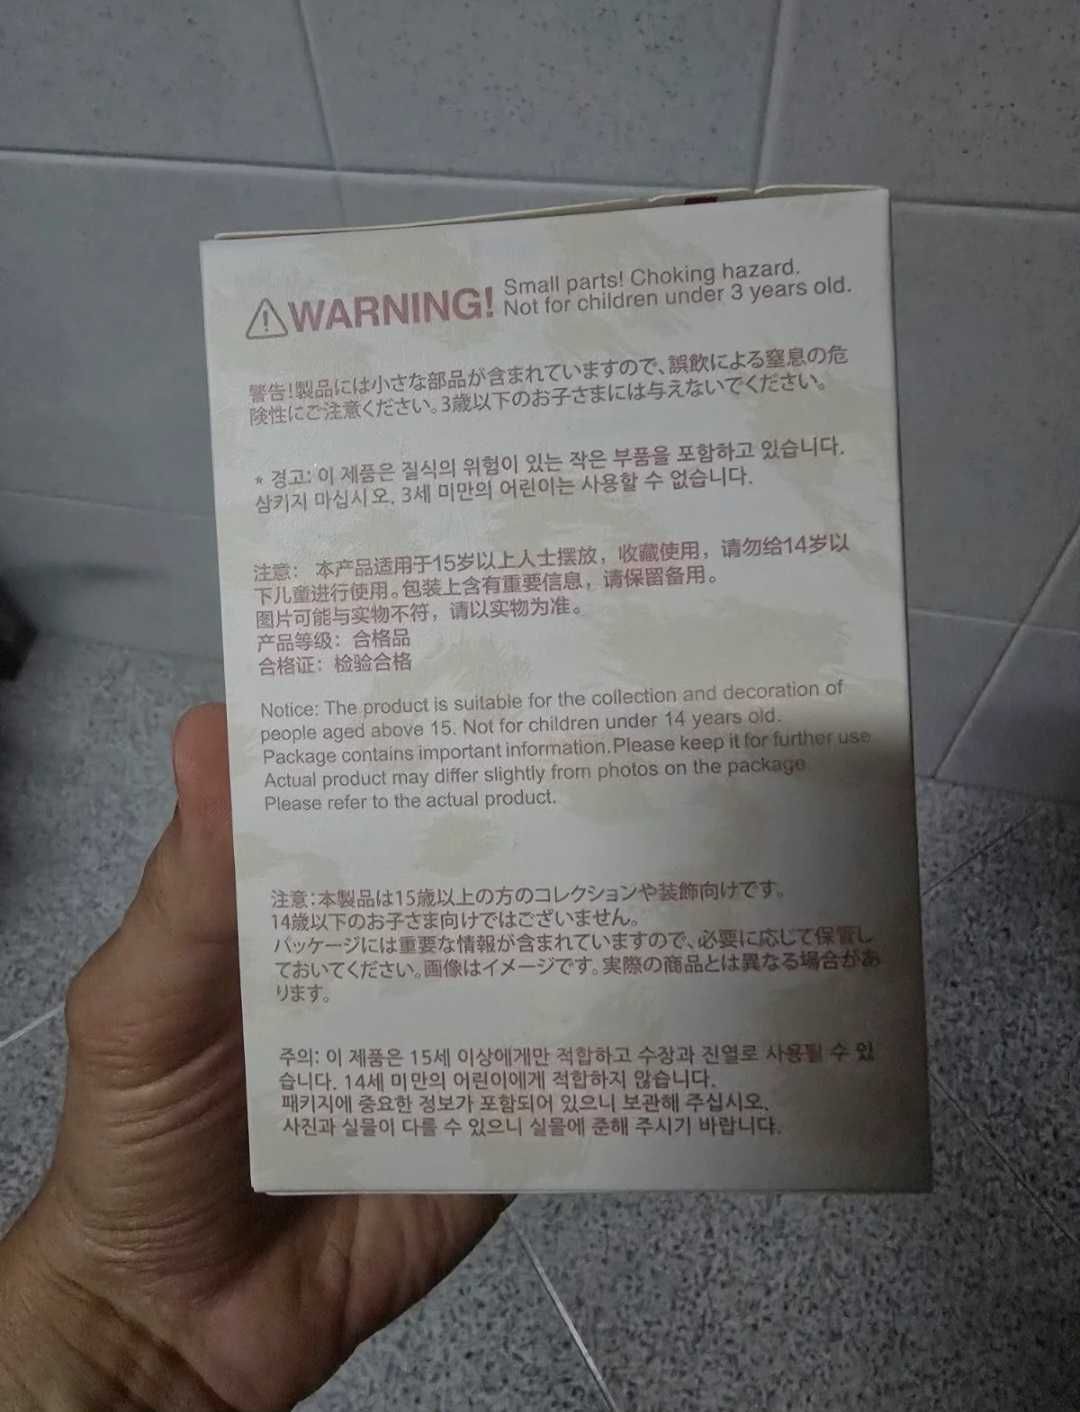 WARNING!
Small parts! Choking hazard.
Not for children under 3 years old.
警告!製品には小さな部品が含まれていますので、誤飲による窒息の危
険性にご注意ください。3歳以下のお子さまには与えないでください。
* 경고: 이 제품은 질식의 위험이 있는 작은 부품을 포함하고 있습니다.
삼키지 마십시오. 3세 미만의 어린이는 사용할 수 없습니다.
注意： 本产品适用于15岁以上人士摆放，收藏使用，请勿给14岁以
下儿童进行使用。包装上含有重要信息，请保留备用。
图片可能与实物不符，请以实物为准。
产品等级：合格品
合格证：检验合格
Notice: The product is suitable for the collection and decoration of
people aged above 15. Not for children under 14 years old.
Package contains important information.Please keep it for further use.
Actual product may differ slightly from photos on the package.
Please refer to the actual product.
注意：本製品は15歳以上の方のコレクションや装飾向けです。
14歳以下のお子さま向けではございません。
パッケージには重要な情報が含まれていますので、必要に応じて保管し
ておいてください。画像はイメージです。実際の商品とは異なる場合があ
ります。
주의: 이 제품은 15세 이상에게만 적합하고 수장과 진열로 사용될 수 있
습니다. 14세 미만의 어린이에게 적합하지 않습니다.
패키지에 중요한 정보가 포함되어 있으니 보관해 주십시오.
사진과 실물이 다를 수 있으니 실물에 준해 주시기 바랍니다.